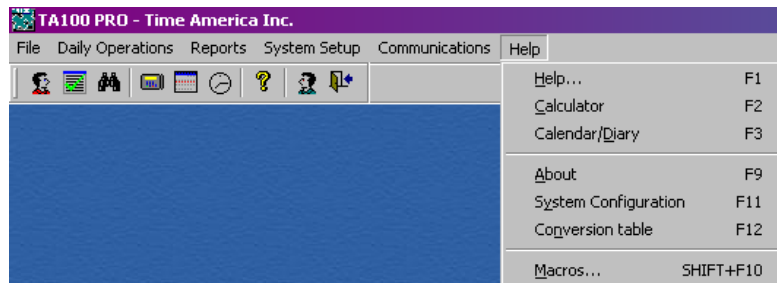 TA100 PRO - Time America Inc.
File Daily Operations Reports System Setup Communications Help
Help... F1
Calculator F2
Calendar/Diary F3
About F9
System Configuration F11
Conversion table F12
Macros... SHIFT+F10